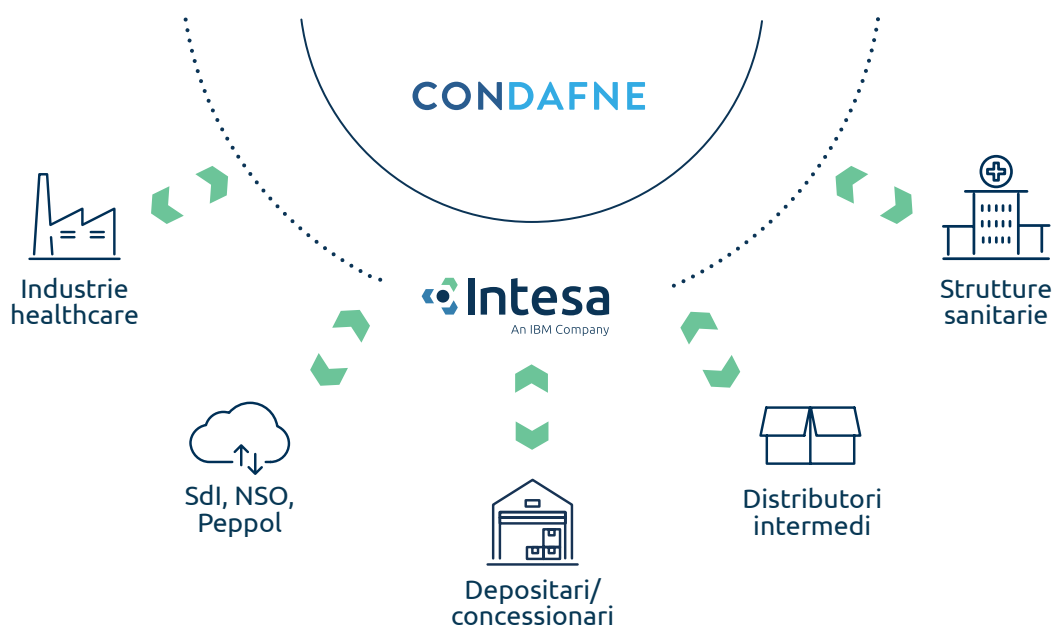 CONDAFNE
Intesa
An IBM Company
Industrie
healthcare
Strutture
sanitarie
SdI, NSO,
Peppol
Distributori
intermedi
Depositari/
concessionari